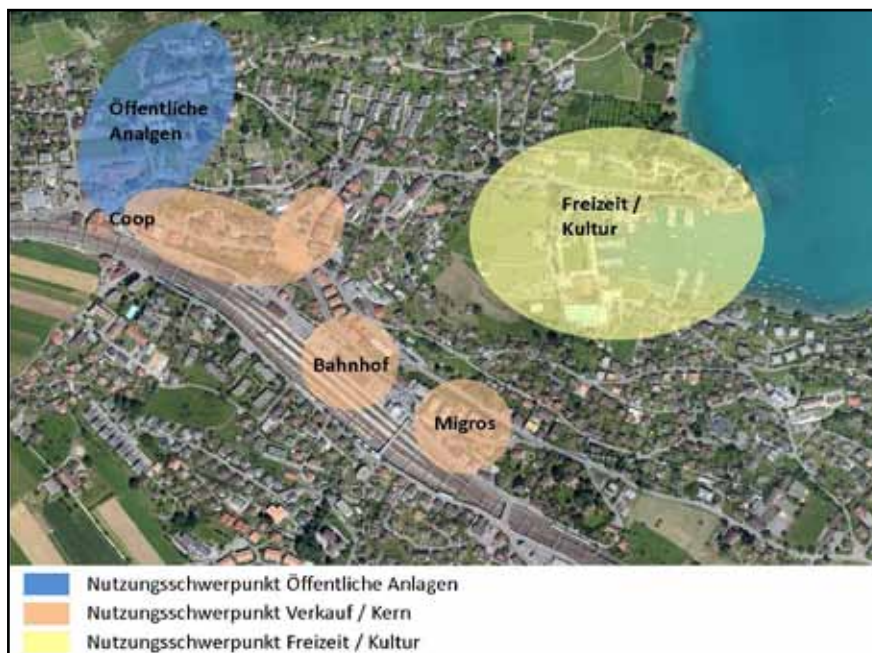 Öffentliche
Analgen
Coop
Freizeit /
Kultur
Bahnhof
Migros
Nutzungsschwerpunkt Öffentliche Anlagen
Nutzungsschwerpunkt Verkauf / Kern
Nutzungsschwerpunkt Freizeit / Kultur